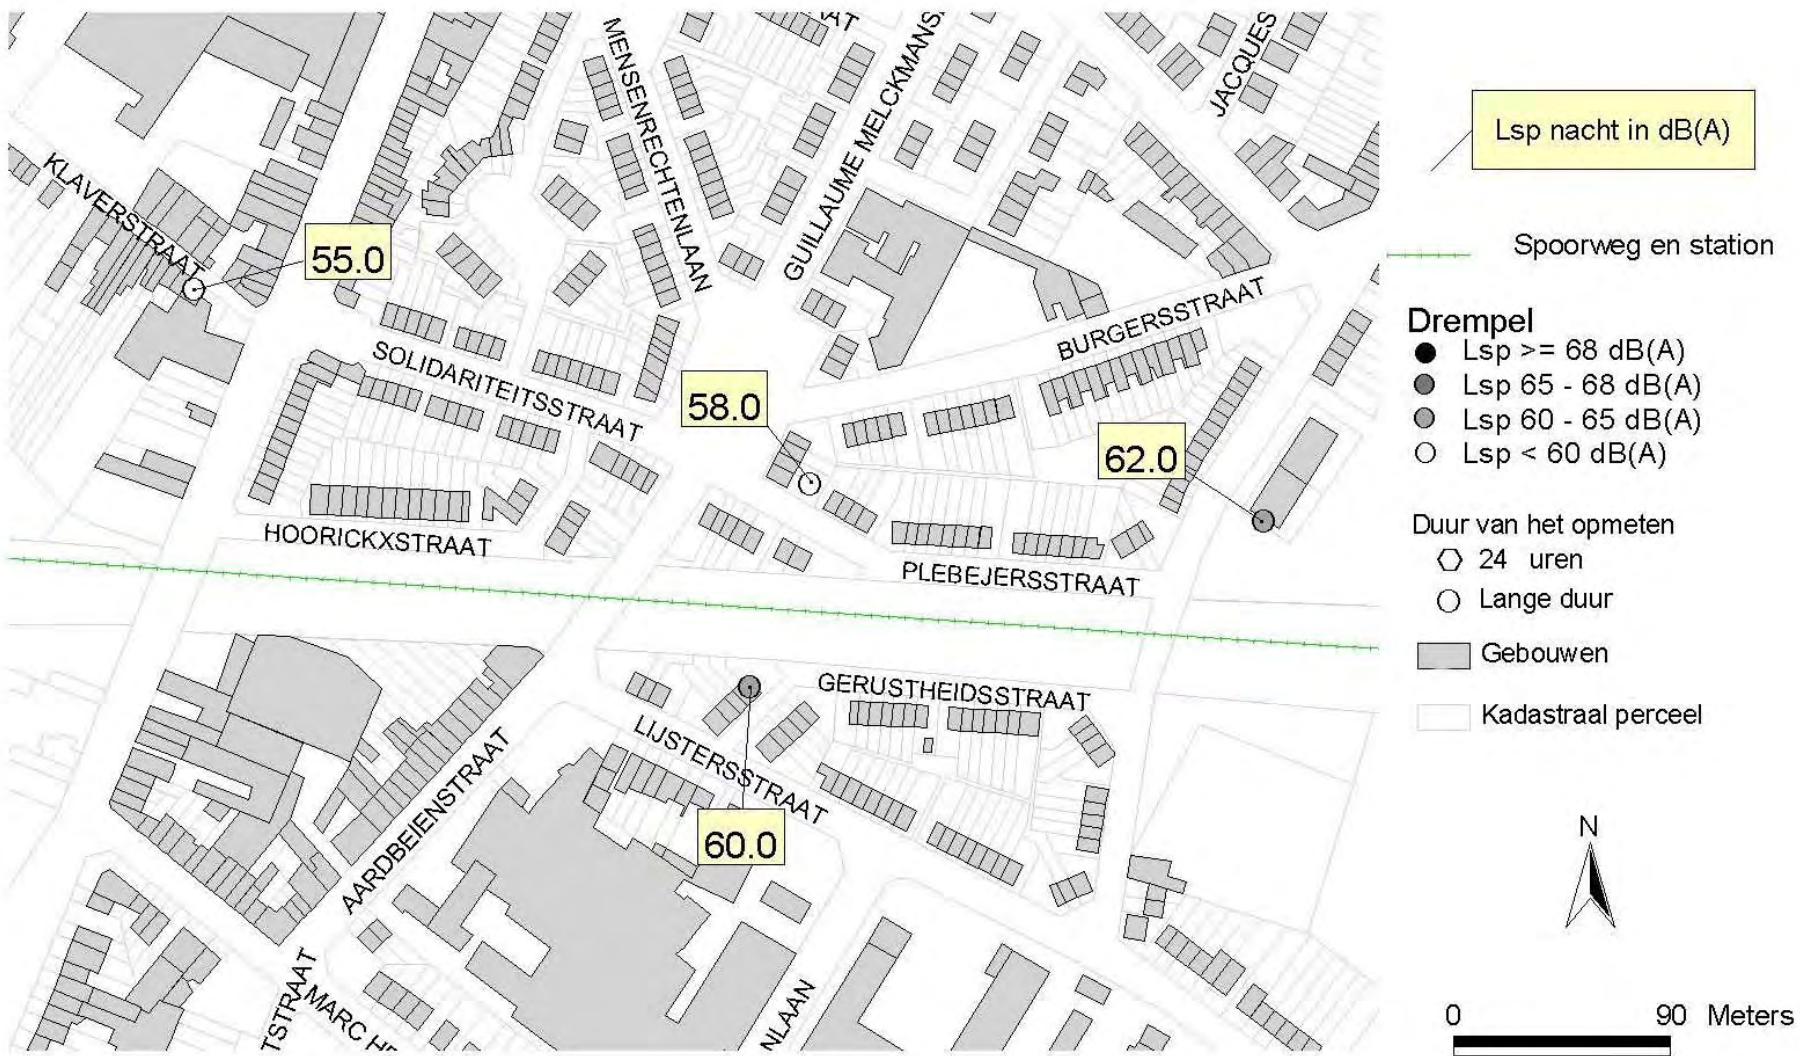 MENSENRECHTENLAAN
GUILLAUME MELCKMANS
JACQUES
KLAVERSTRAAT
55.0
SOLIDARITEITSSTRAAT
BURGERSSTRAAT
58.0
62.0
HOORICKXSTRAAT
PLEBEJERSSTRAAT
GERUSTHEIDSSTRAAT
LIJSTERSSTRAAT
AARDBEIENSTRAAT
60.0
TSTRAAT
MARC
NLAAN
Lsp nacht in dB(A)
Spoorweg en station
Drempel
Lsp >= 68 dB(A)
Lsp 65 - 68 dB(A)
Lsp 60 - 65 dB(A)
Lsp < 60 dB(A)
Duur van het opmeten
24 uren
Lange duur
Gebouwen
Kadastraal perceel
N
0 90 Meters